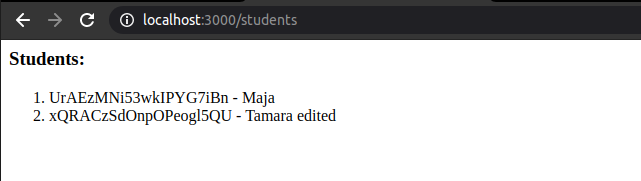 localhost:3000/students
Students:
1. UrAEzMNi53wkIPYG7iBn - Maja
2. xQRACzSdOnpOPeogl5QU - Tamara edited